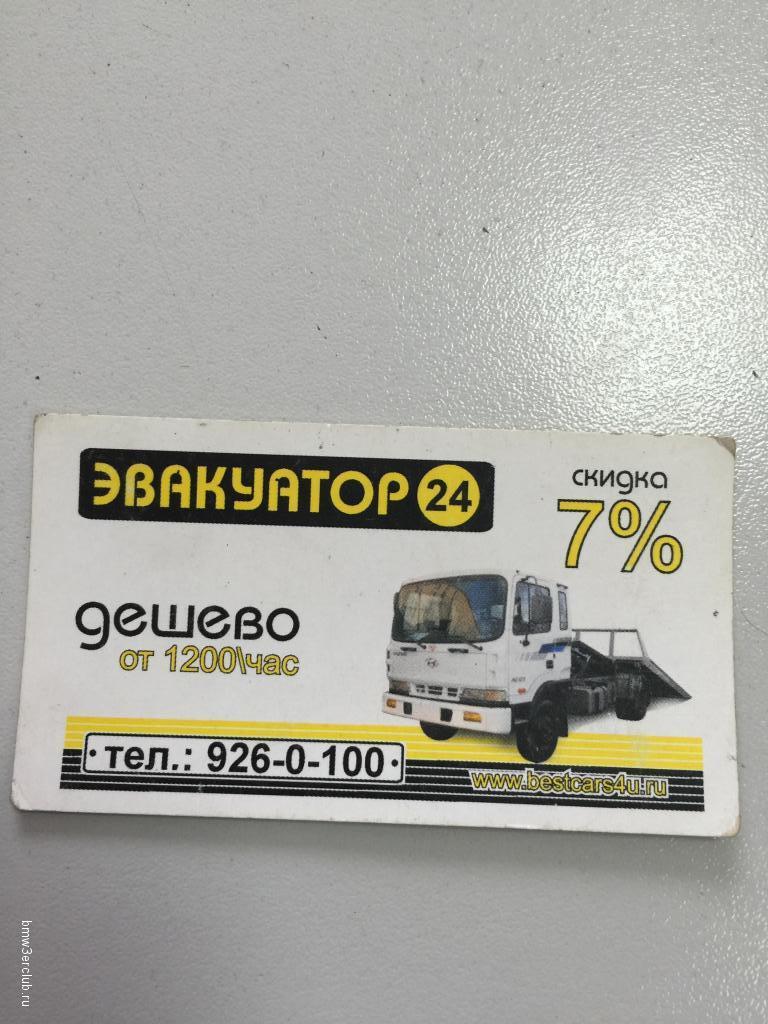 ЭВАКУАТОР 24
скидка
7%
дешево
от 1200\час
·тел.: 926-0-100·
www.bestcars4u.ru
bmw3erclub.ru